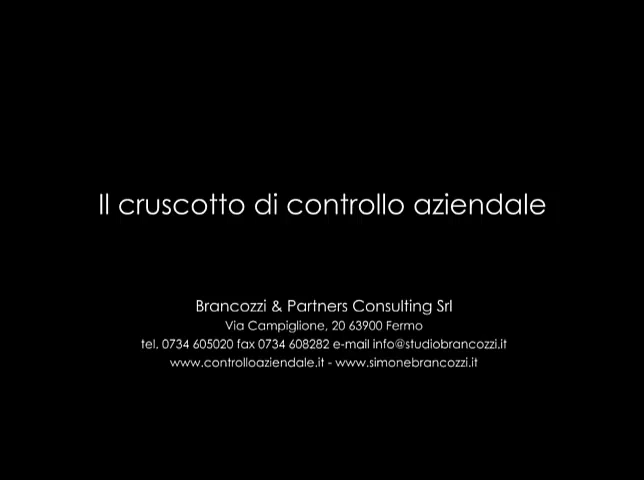 Il cruscotto di controllo aziendale
Brancozzi & Partners Consulting Srl
Via Campiglione, 20 63900 Fermo
tel. 0734 605020 fax 0734 608282 e-mail info@studiobrancozzi.it
www.controlloaziendale.it - www.simonebrancozzi.it